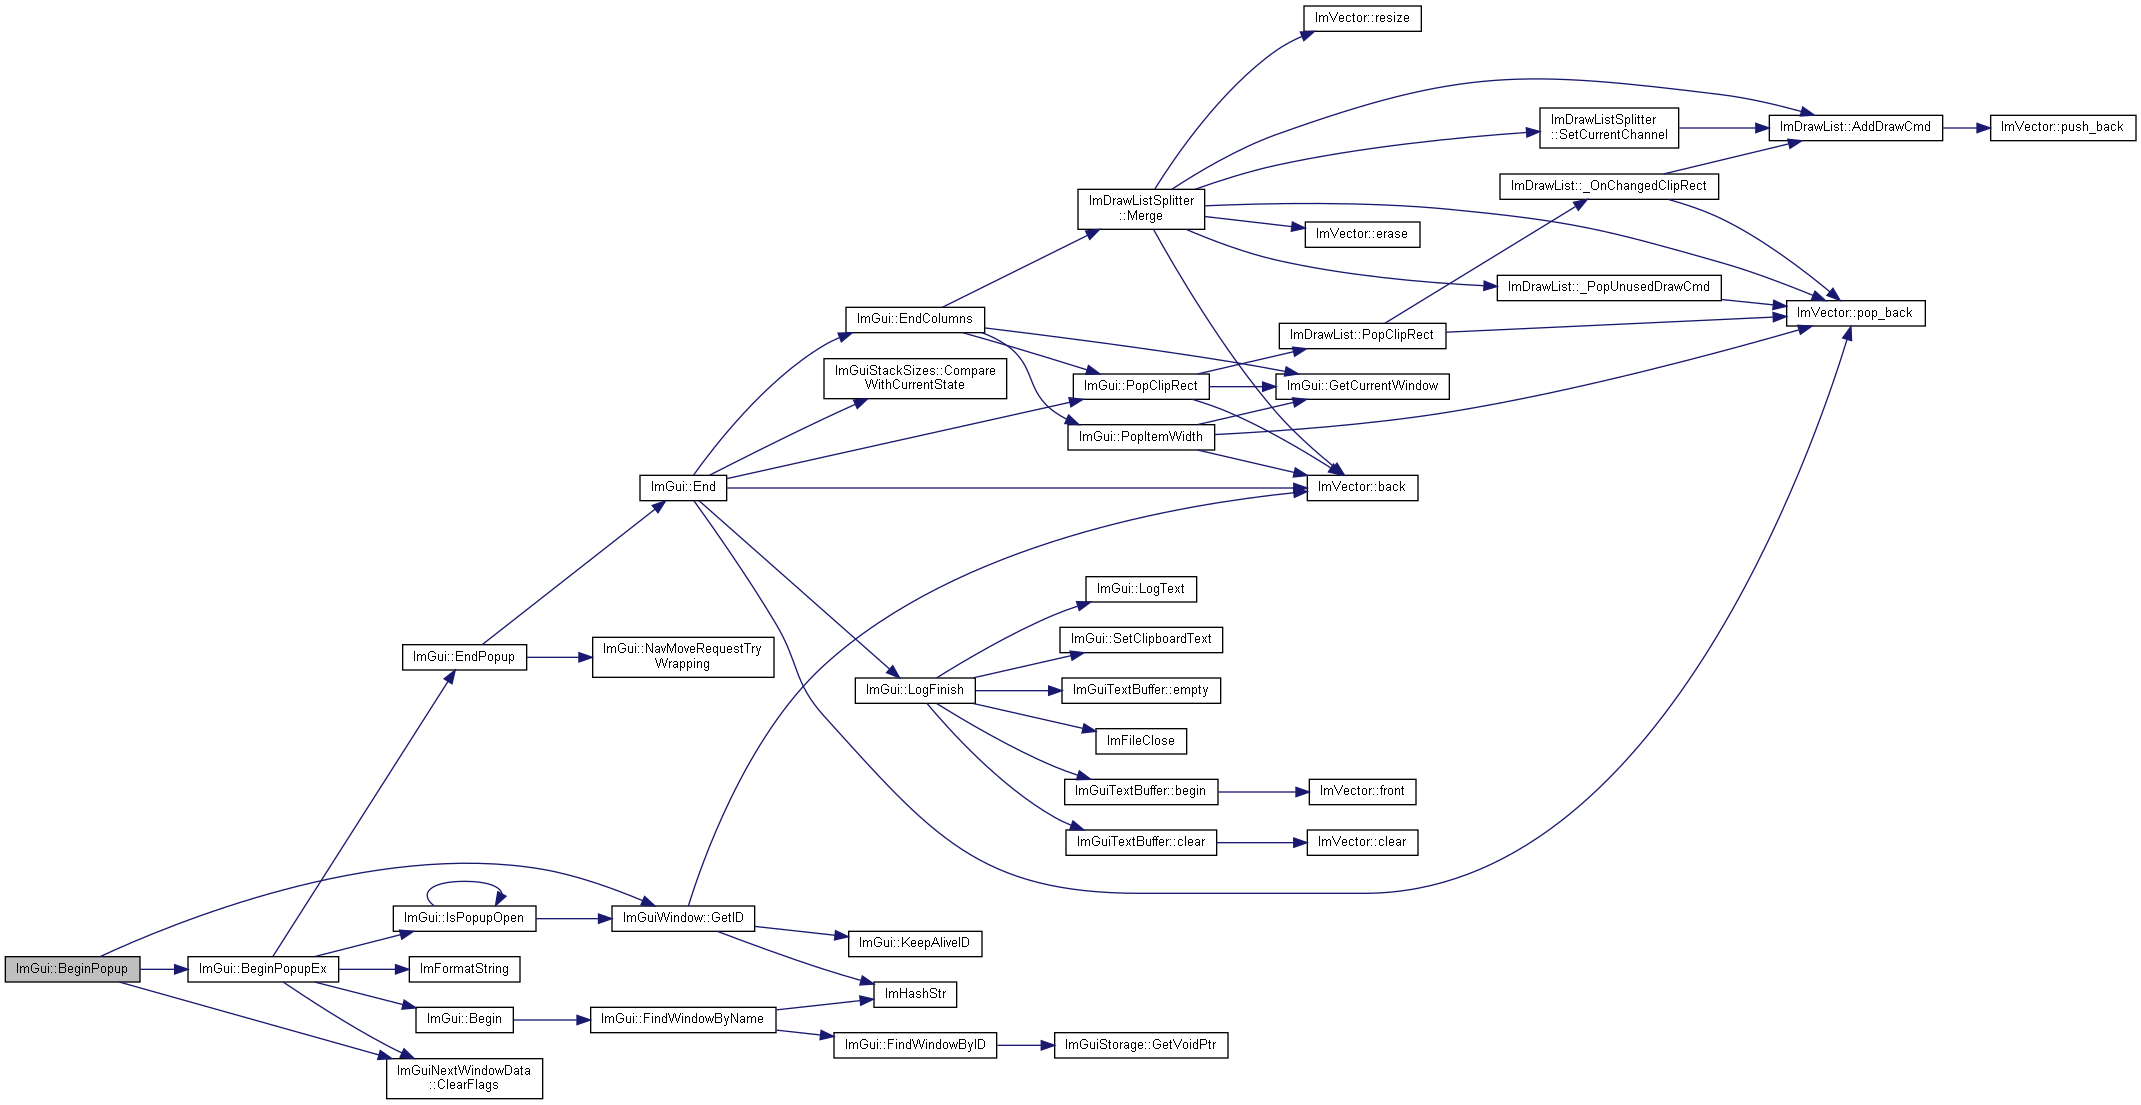 ImVector::resize
ImDrawListSplitter
::SetCurrentChannel
ImDrawList::AddDrawCmd
ImVector::push_back
ImDrawList::_OnChangedClipRect
ImDrawListSplitter
::Merge
ImVector::erase
ImDrawList::_PopUnusedDrawCmd
ImVector::pop_back
ImGui::EndColumns
ImDrawList::PopClipRect
ImGuiStackSizes::Compare
WithCurrentState
ImGui::PopClipRect
ImGui::GetCurrentWindow
ImGui::PopItemWidth
ImGui::End
ImVector::back
ImGui::LogText
ImGui::SetClipboardText
ImGui::EndPopup
ImGui::NavMoveRequestTry
Wrapping
ImGui::LogFinish
ImGuiTextBuffer::empty
ImFileClose
ImGuiTextBuffer::begin
ImVector::front
ImGuiTextBuffer::clear
ImVector::clear
ImGui::IsPopupOpen
ImGuiWindow::GetID
ImGui::KeepAliveID
ImGui::BeginPopup
ImGui::BeginPopupEx
ImFormatString
ImHashStr
ImGui::Begin
ImGui::FindWindowByName
ImGui::FindWindowByID
ImGuiStorage::GetVoidPtr
ImGuiNextWindowData
::ClearFlags